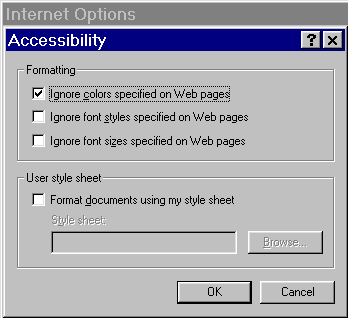 Internet Options
Accessibility
Formatting
Ignore colors specified on Web pages
Ignore font styles specified on Web pages
Ignore font sizes specified on Web pages
User style sheet
Format documents using my style sheet
Style sheet:
Browse...
OK Cancel